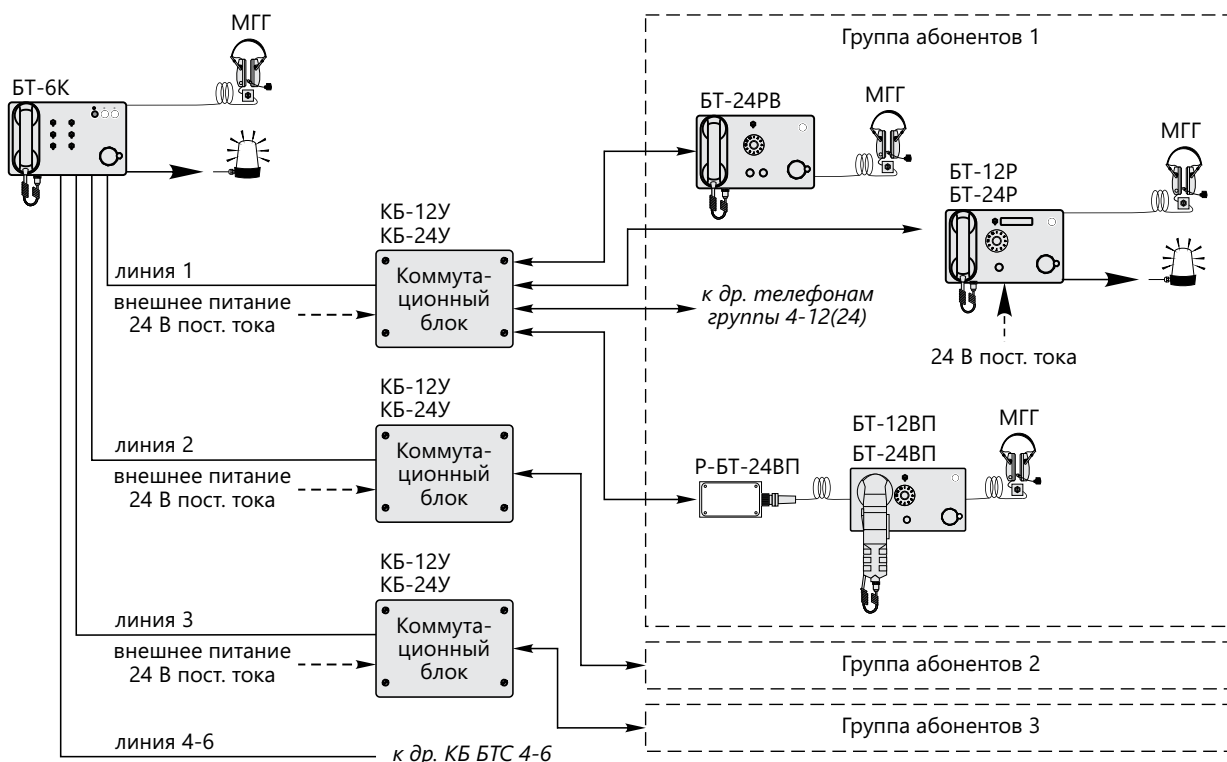 МГГ
БТ-6К
Группа абонентов 1
БТ-24РВ
МГГ
МГГ
БТ-12Р
БТ-24Р
КБ-12У
КБ-24У
Коммута-
ционный
блок
линия 1
внешнее питание
24 В пост. тока
к др. телефонам
группы 4-12(24)
24 В пост. тока
КБ-12У
КБ-24У
Коммута-
ционный
блок
линия 2
внешнее питание
24 В пост. тока
Р-БТ-24ВП
БТ-12ВП
БТ-24ВП
МГГ
КБ-12У
КБ-24У
Коммута-
ционный
блок
линия 3
внешнее питание
24 В пост. тока
Группа абонентов 2
Группа абонентов 3
линия 4-6
к др. КБ БТС 4-6